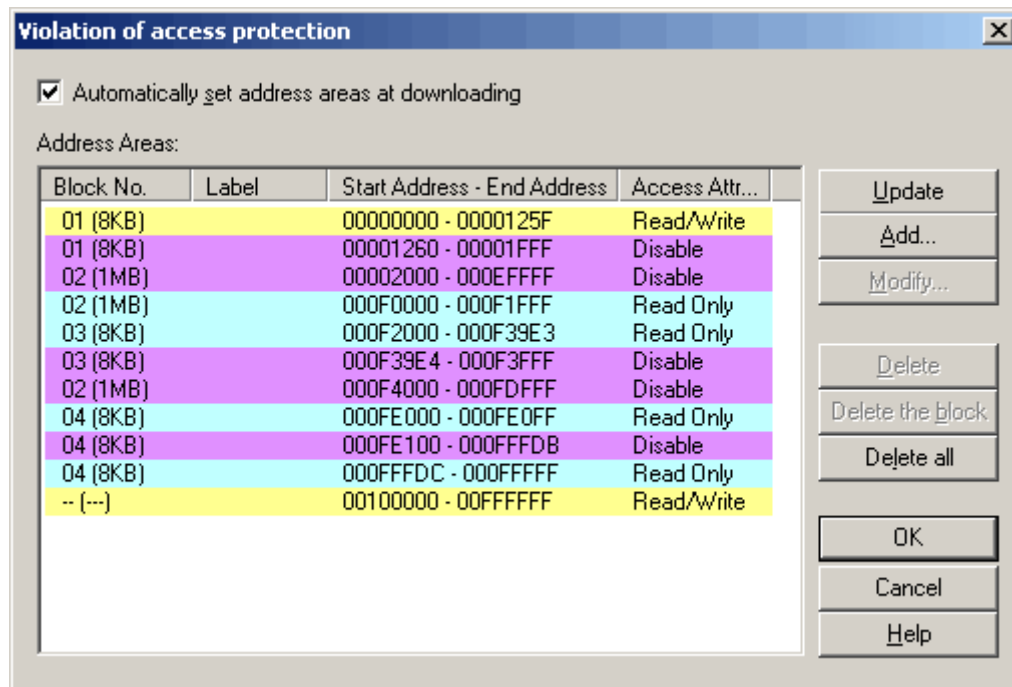 Violation of access protection
Automatically set address areas at downloading
Address Areas:
Block No. Label Start Address - End Address Access Attr...
01 (8KB) 00000000 - 0000125F Read/Write
01 (8KB) 00001260 - 00001FFF Disable
02 (1MB) 00002000 - 000EFFFF Disable
02 (1MB) 000F0000 - 000F1FFF Read Only
03 (8KB) 000F2000 - 000F39E3 Read Only
03 (8KB) 000F39E4 - 000F3FFF Disable
02 (1MB) 000F4000 - 000FDFFF Disable
04 (8KB) 000FE000 - 000FE0FF Read Only
04 (8KB) 000FE100 - 000FFFDB Disable
04 (8KB) 000FFFDC - 000FFFFF Read Only
-- (---) 00100000 - 00FFFFFF Read/Write
Update
Add...
Modify...
Delete
Delete the block
Delete all
OK
Cancel
Help